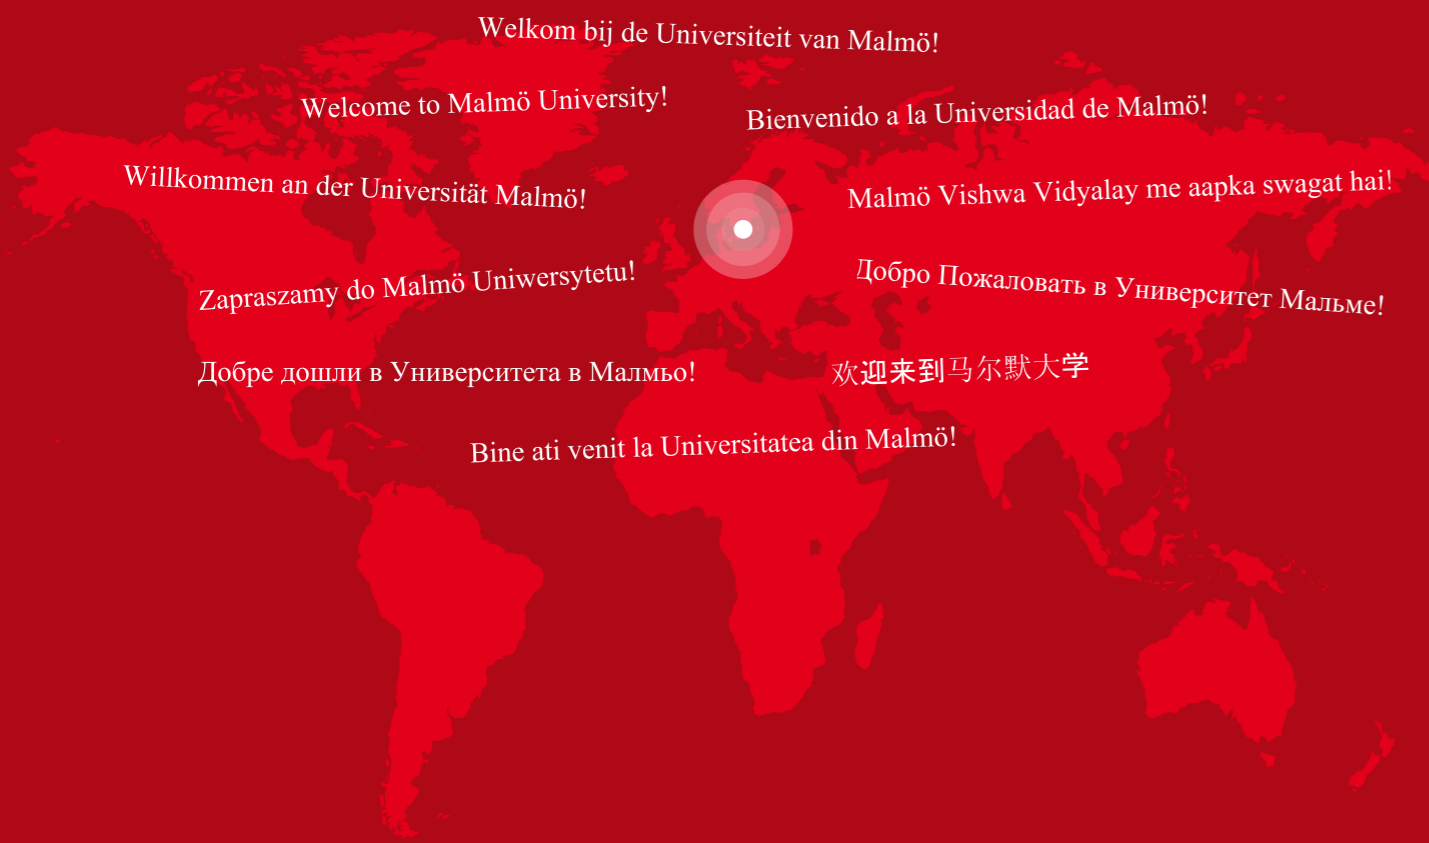 Welkom bij de Universiteit van Malmö!
Welcome to Malmö University!
Bienvenido a la Universidad de Malmö!
Willkommen an der Universität Malmö!
Malmö Vishwa Vidyalay me aapka swagat hai!
Zapraszamy do Malmö Uniwersytetu!
Добро Пожаловать в Университет Мальме!
Добре дошли в Университета в Малмьо!
欢迎来到马尔默大学
Bine ati venit la Universitatea din Malmö!